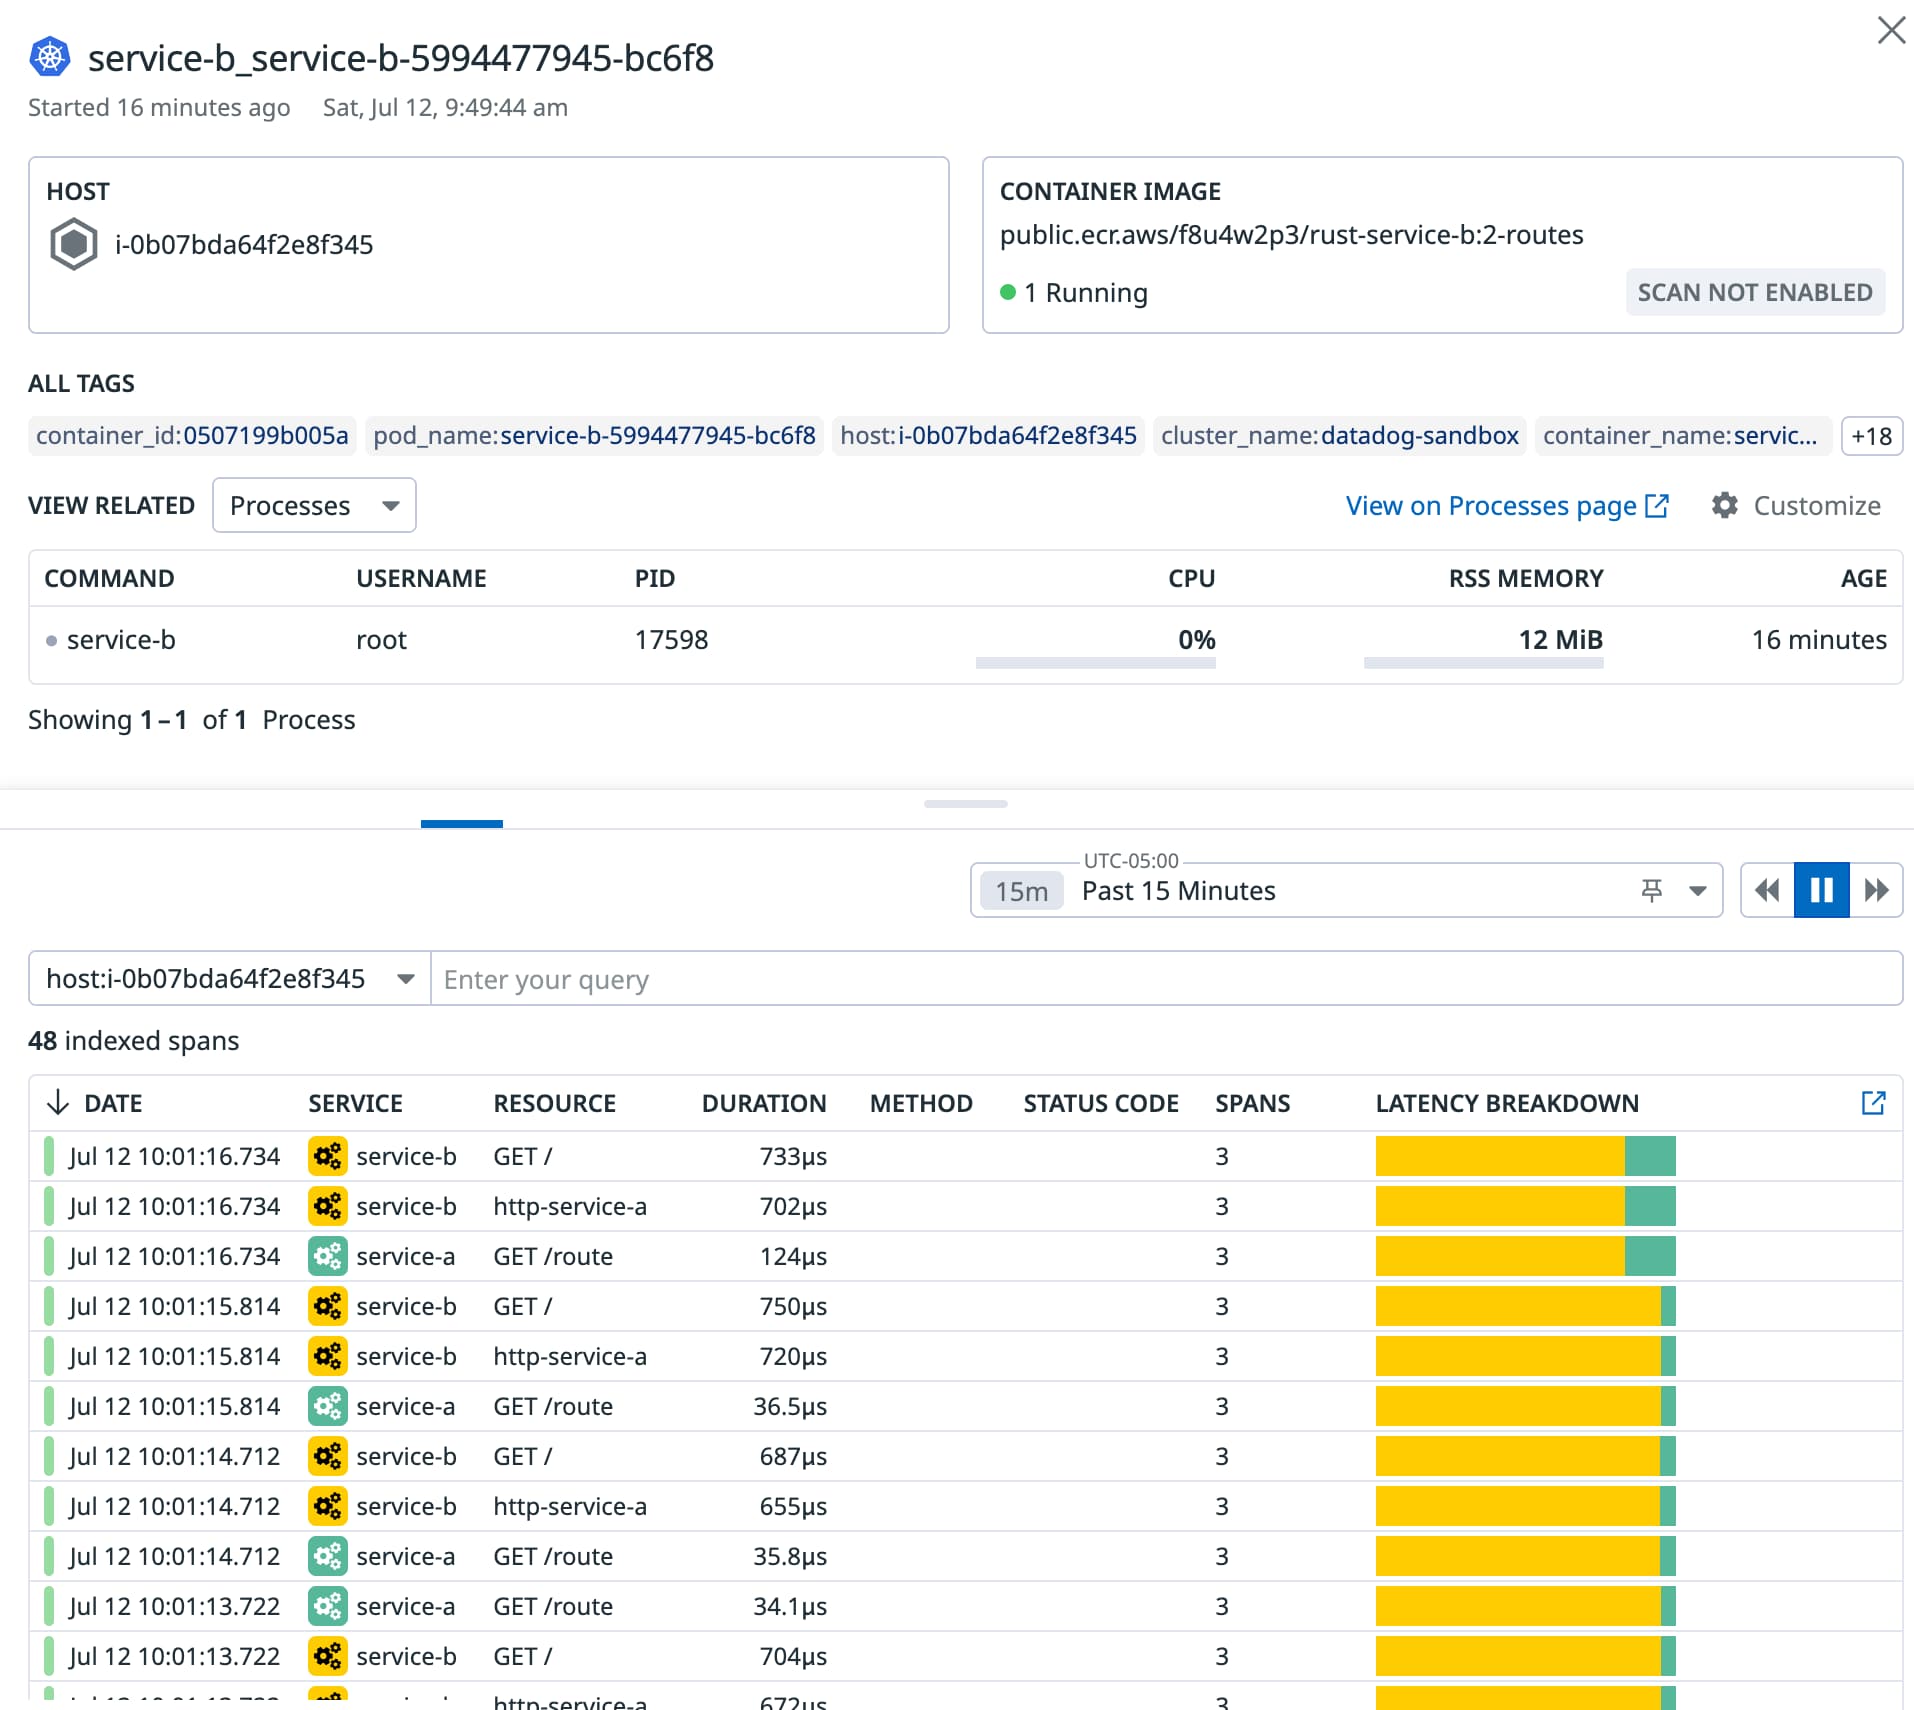 service-b_service-b-5994477945-bc6f8
Started 16 minutes ago Sat, Jul 12, 9:49:44 am
HOST
i-0b07bda64f2e8f345
CONTAINER IMAGE
public.ecr.aws/f8u4w2p3/rust-service-b:2-routes
1 Running
SCAN NOT ENABLED
ALL TAGS
container_id:0507199b005a pod_name:service-b-5994477945-bc6f8 host:i-0b07bda64f2e8f345 cluster_name:datadog-sandbox container_name:servic... +18
VIEW RELATED Processes View on Processes page Customize
COMMAND USERNAME PID CPU RSS MEMORY AGE
service-b root 17598 0% 12 MiB 16 minutes
Showing 1–1 of 1 Process
UTC-05:00
15m Past 15 Minutes
host:i-0b07bda64f2e8f345 Enter your query
48 indexed spans
DATE SERVICE RESOURCE DURATION METHOD STATUS CODE SPANS LATENCY BREAKDOWN
Jul 12 10:01:16.734 service-b GET / 733µs 3
Jul 12 10:01:16.734 service-b http-service-a 702µs 3
Jul 12 10:01:16.734 service-a GET /route 124µs 3
Jul 12 10:01:15.814 service-b GET / 750µs 3
Jul 12 10:01:15.814 service-b http-service-a 720µs 3
Jul 12 10:01:15.814 service-a GET /route 36.5µs 3
Jul 12 10:01:14.712 service-b GET / 687µs 3
Jul 12 10:01:14.712 service-b http-service-a 655µs 3
Jul 12 10:01:14.712 service-a GET /route 35.8µs 3
Jul 12 10:01:13.722 service-a GET /route 34.1µs 3
Jul 12 10:01:13.722 service-b GET / 704µs 3
http-service-a 672µs 3